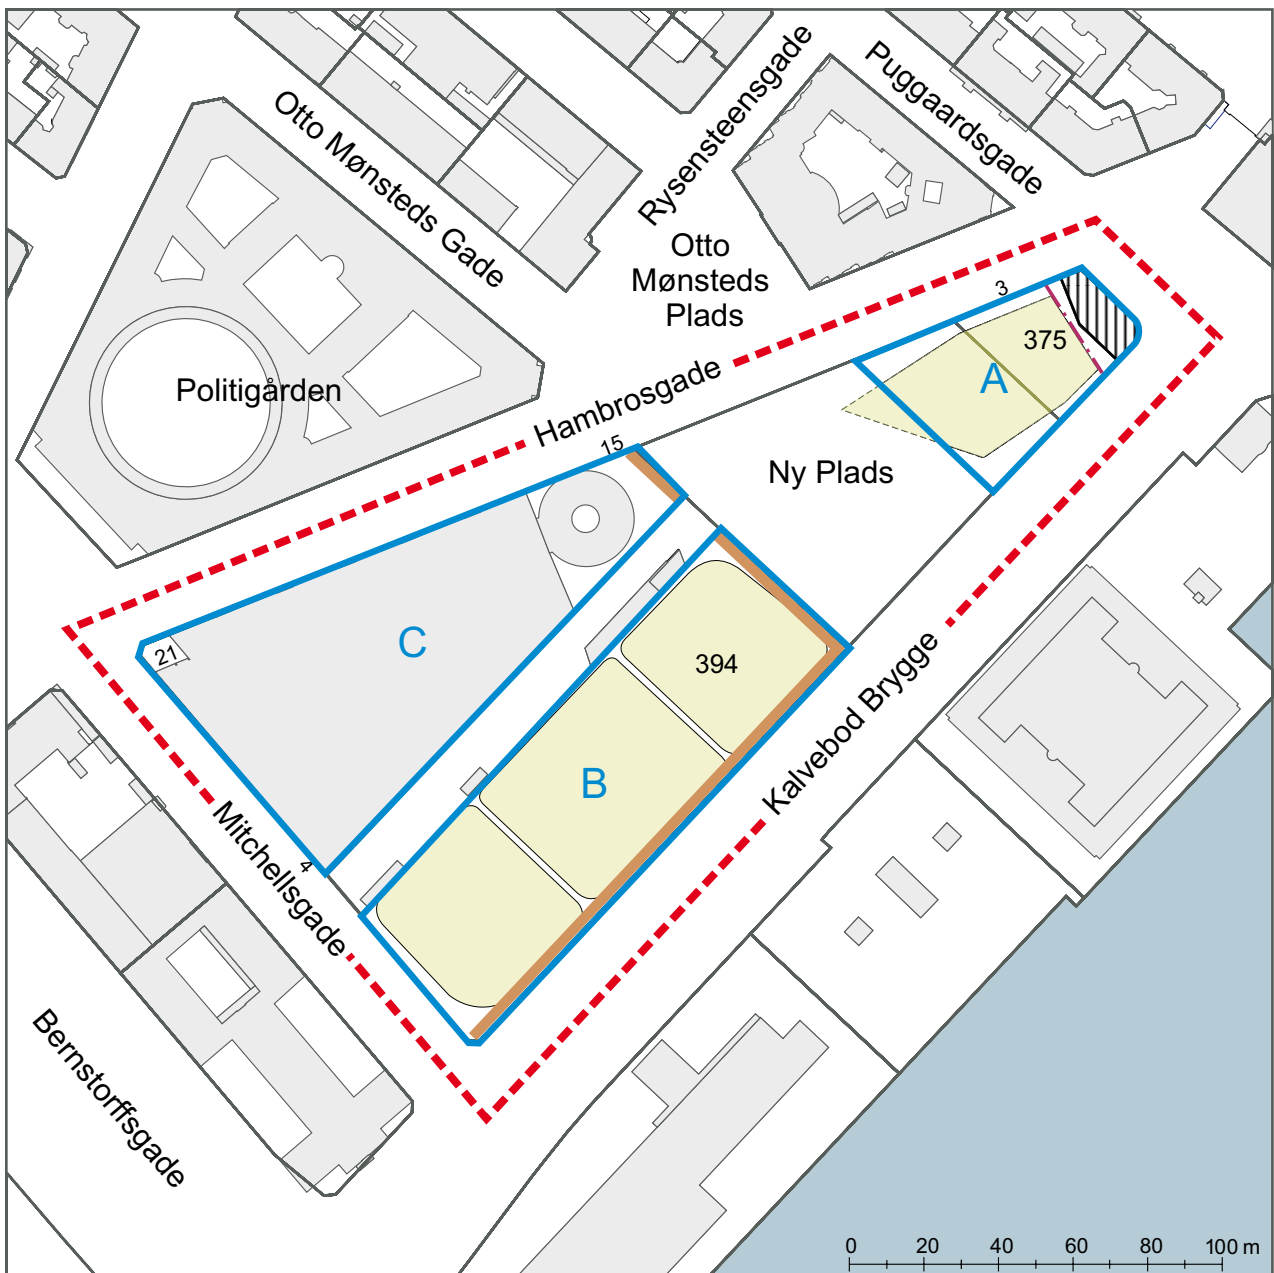 Otto Mønsteds Gade
Rysensteensgade
Puggaardsgade
Otto
Mønsteds
Plads
Politigården
Hambrosgade
3
375
A
15
Ny Plads
C
21
394
B
Kalvebod Brygge
4
Mitchellsgade
Bernstorffsgade
0 20 40 60 80 100 m